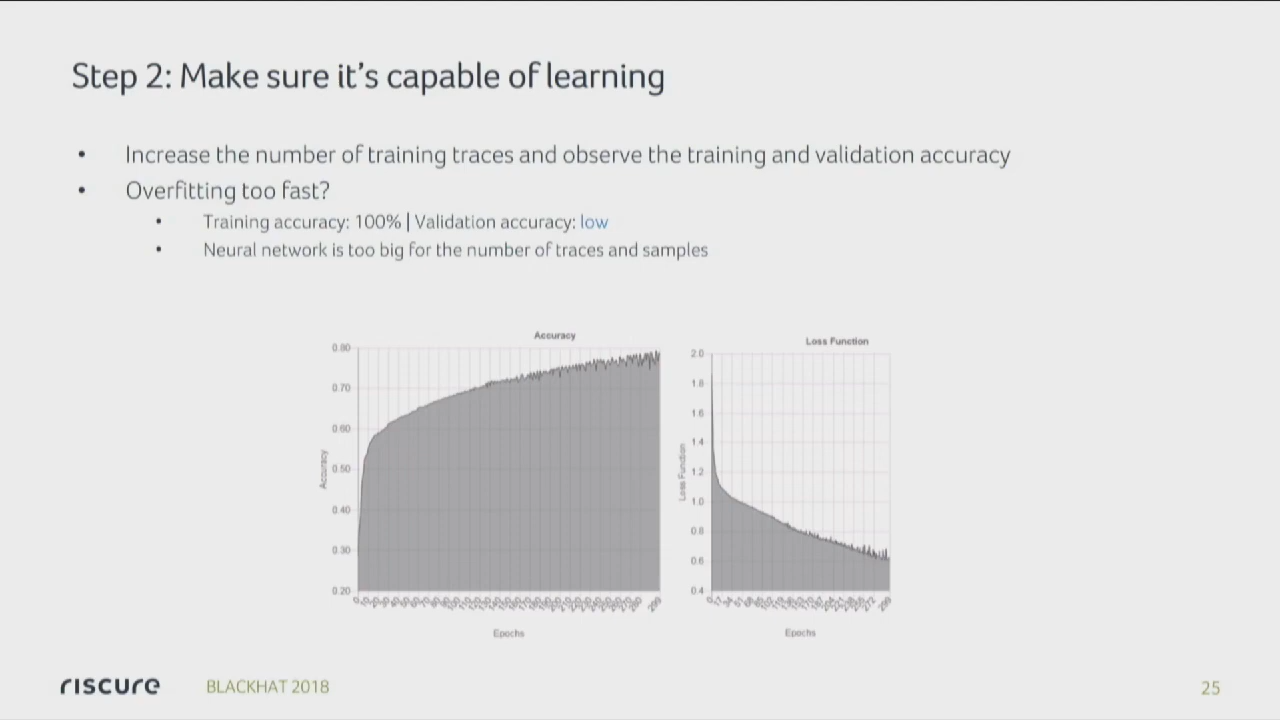 Step 2: Make sure it's capable of learning
• Increase the number of training traces and observe the training and validation accuracy
• Overfitting too fast?
• Training accuracy: 100% | Validation accuracy: low
• Neural network is too big for the number of traces and samples
Accuracy
0.80
0.70
0.60
0.50
0.40
0.30
0.20
Accuracy
Epochs
Loss Function
2.0
1.8
1.6
1.4
1.2
1.0
0.8
0.6
0.4
Loss Function
Epochs
riscure
BLACKHAT 2018
25